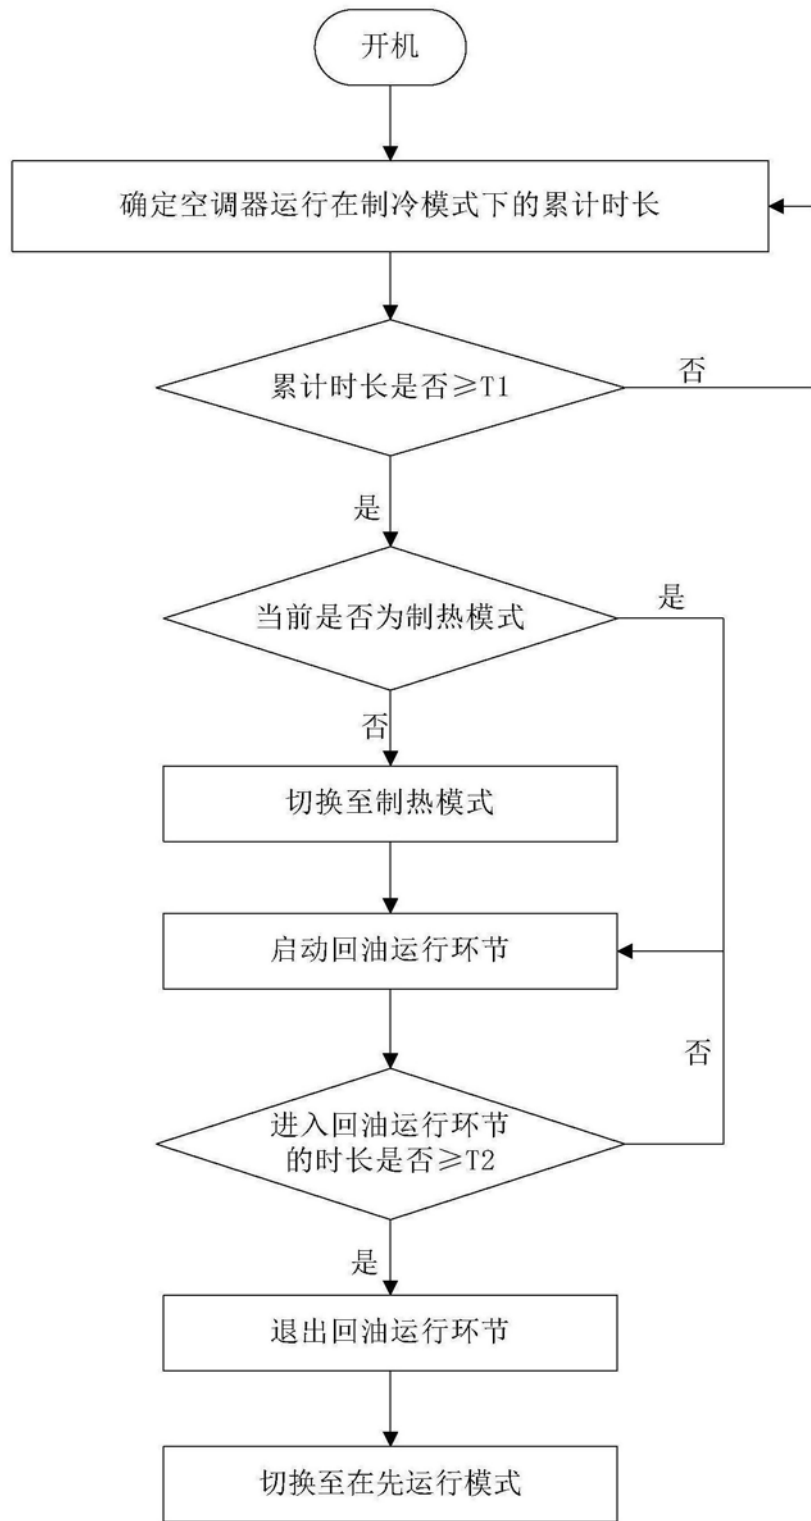 开机
确定空调器运行在制冷模式下的累计时长
累计时长是否≥T1
否
是
当前是否为制热模式
是
否
切换至制热模式
启动回油运行环节
否
进入回油运行环节
的时长是否≥T2
是
退出回油运行环节
切换至在先运行模式